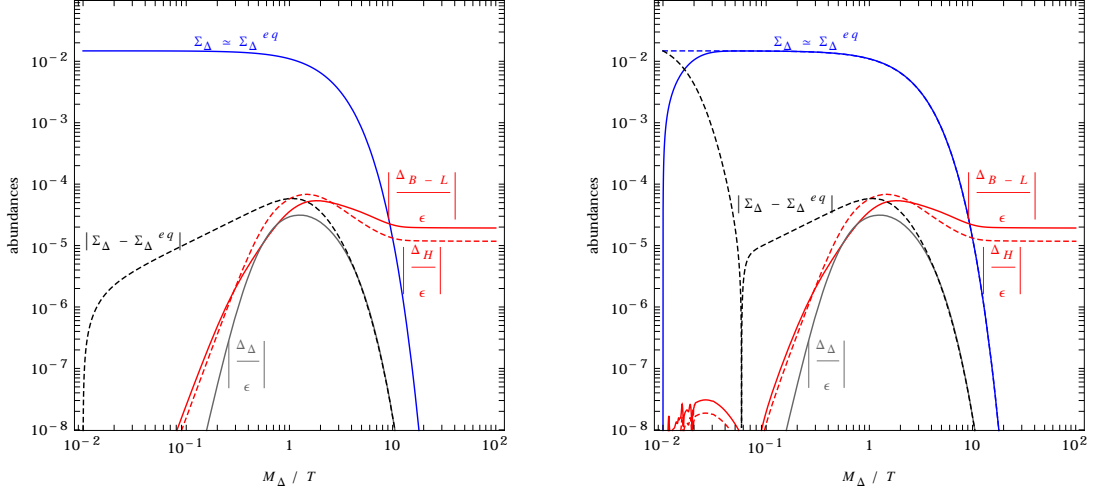 Σ_Δ ≃ Σ_Δ^eq
10^-2
10^-3
10^-4
10^-5
10^-6
10^-7
10^-8
abundances
|Σ_Δ − Σ_Δ^eq|
|Δ_B − L / ϵ|
|Δ_H / ϵ|
|Δ_Δ / ϵ|
10^-2 10^-1 1 10 10^2
M_Δ / T
Σ_Δ ≃ Σ_Δ^eq
10^-2
10^-3
10^-4
10^-5
10^-6
10^-7
10^-8
abundances
|Δ_B − L / ϵ|
|Σ_Δ − Σ_Δ^eq|
|Δ_H / ϵ|
|Δ_Δ / ϵ|
10^-2 10^-1 1 10 10^2
M_Δ / T